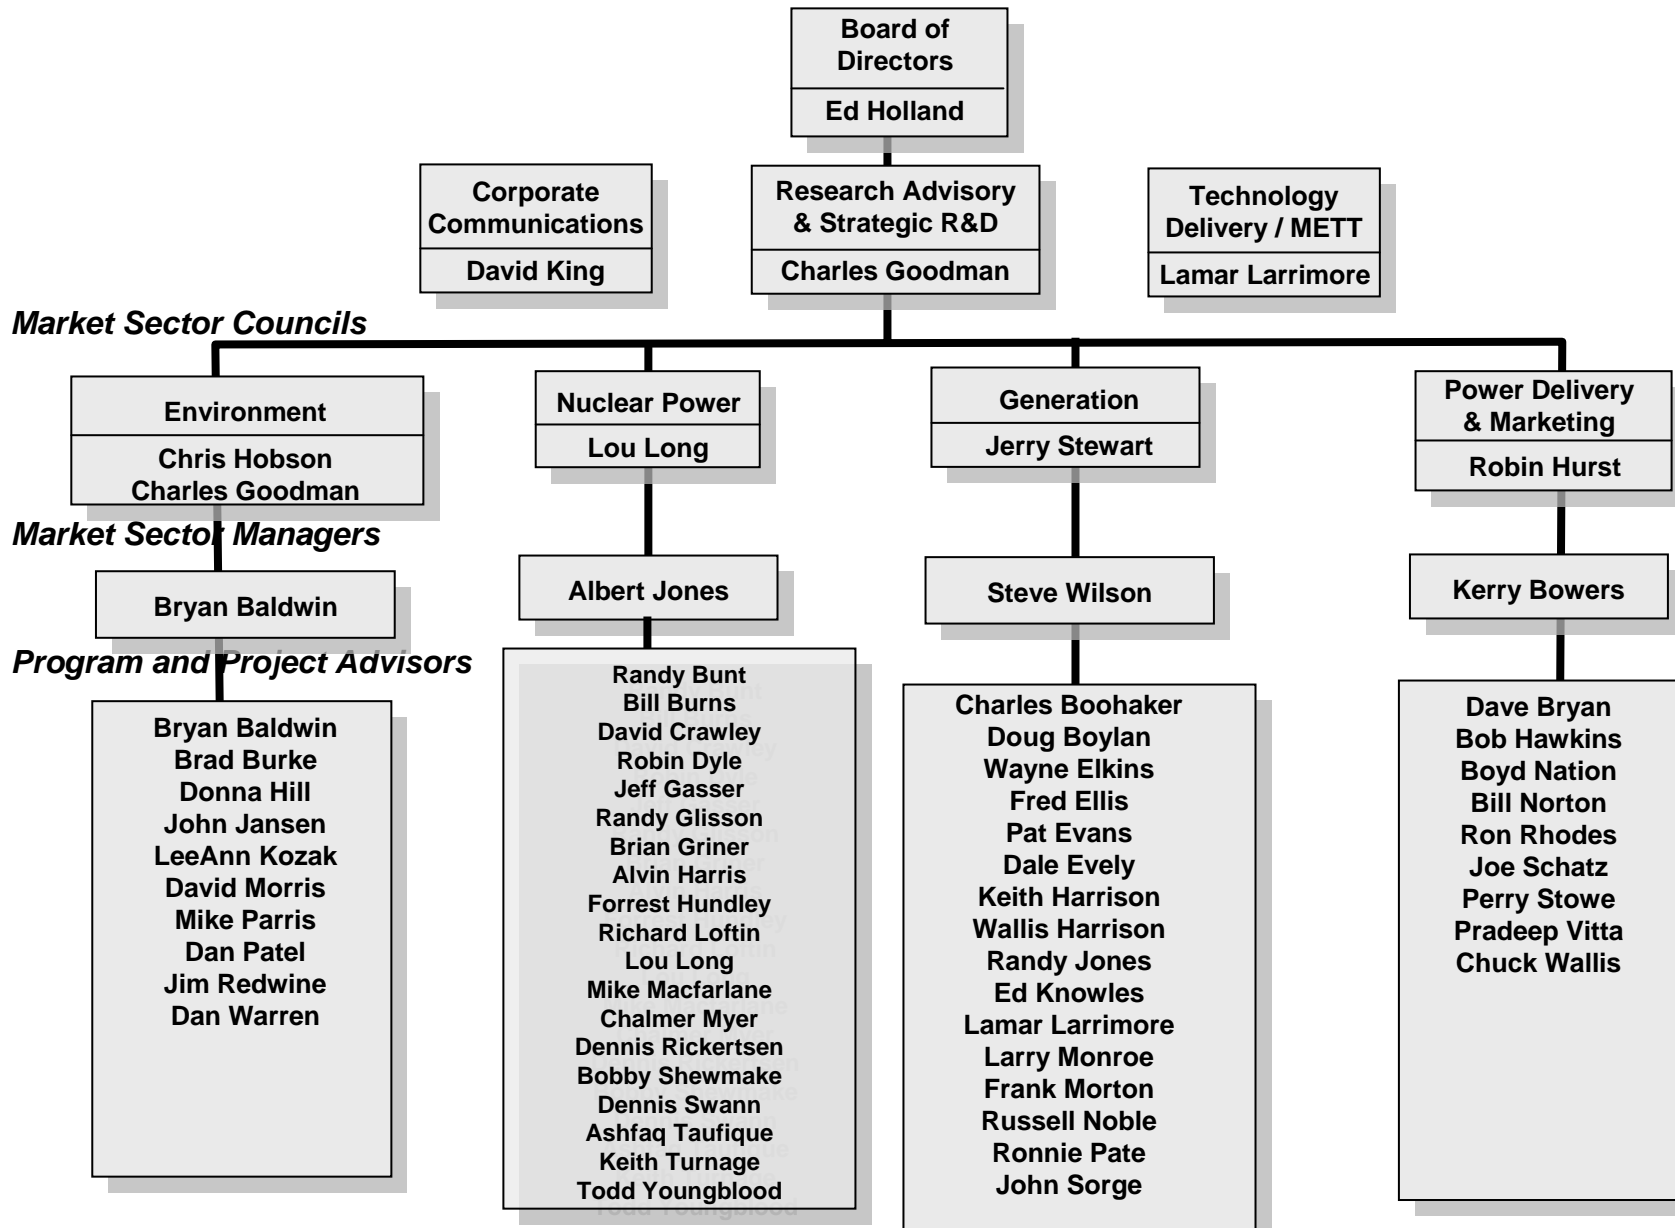 Board of
Directors
Ed Holland
Corporate
Communications
David King
Research Advisory
& Strategic R&D
Charles Goodman
Technology
Delivery / METT
Lamar Larrimore
Market Sector Councils
Environment
Chris Hobson
Charles Goodman
Nuclear Power
Lou Long
Generation
Jerry Stewart
Power Delivery
& Marketing
Robin Hurst
Market Sector Managers
Bryan Baldwin
Albert Jones
Steve Wilson
Kerry Bowers
Program and Project Advisors
Bryan Baldwin
Brad Burke
Donna Hill
John Jansen
LeeAnn Kozak
David Morris
Mike Parris
Dan Patel
Jim Redwine
Dan Warren
Randy Bunt
Bill Burns
David Crawley
Robin Dyle
Jeff Gasser
Randy Glisson
Brian Griner
Alvin Harris
Forrest Hundley
Richard Loftin
Lou Long
Mike Macfarlane
Chalmer Myer
Dennis Rickertsen
Bobby Shewmake
Dennis Swann
Ashfaq Taufique
Keith Turnage
Todd Youngblood
Charles Boohaker
Doug Boylan
Wayne Elkins
Fred Ellis
Pat Evans
Dale Evely
Keith Harrison
Wallis Harrison
Randy Jones
Ed Knowles
Lamar Larrimore
Larry Monroe
Frank Morton
Russell Noble
Ronnie Pate
John Sorge
Dave Bryan
Bob Hawkins
Boyd Nation
Bill Norton
Ron Rhodes
Joe Schatz
Perry Stowe
Pradeep Vitta
Chuck Wallis